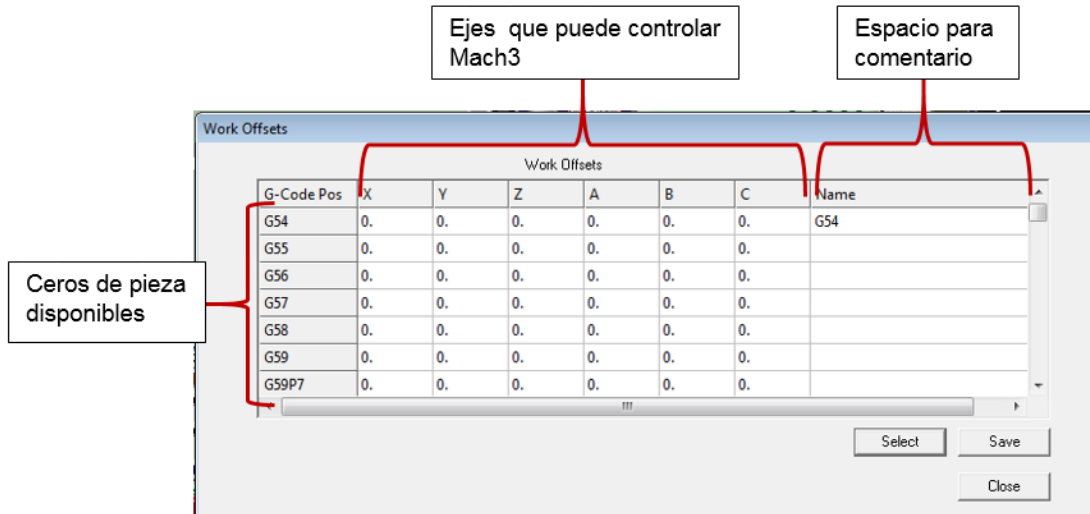 Ejes que puede controlar
Mach3
Espacio para
comentario
Work Offsets
Work Offsets
G-Code Pos X Y Z A B C Name
G54 0. 0. 0. 0. 0. 0. G54
G55 0. 0. 0. 0. 0. 0.
G56 0. 0. 0. 0. 0. 0.
G57 0. 0. 0. 0. 0. 0.
G58 0. 0. 0. 0. 0. 0.
G59 0. 0. 0. 0. 0. 0.
G59P7 0. 0. 0. 0. 0. 0.
Ceros de pieza
disponibles
Select Save
Close